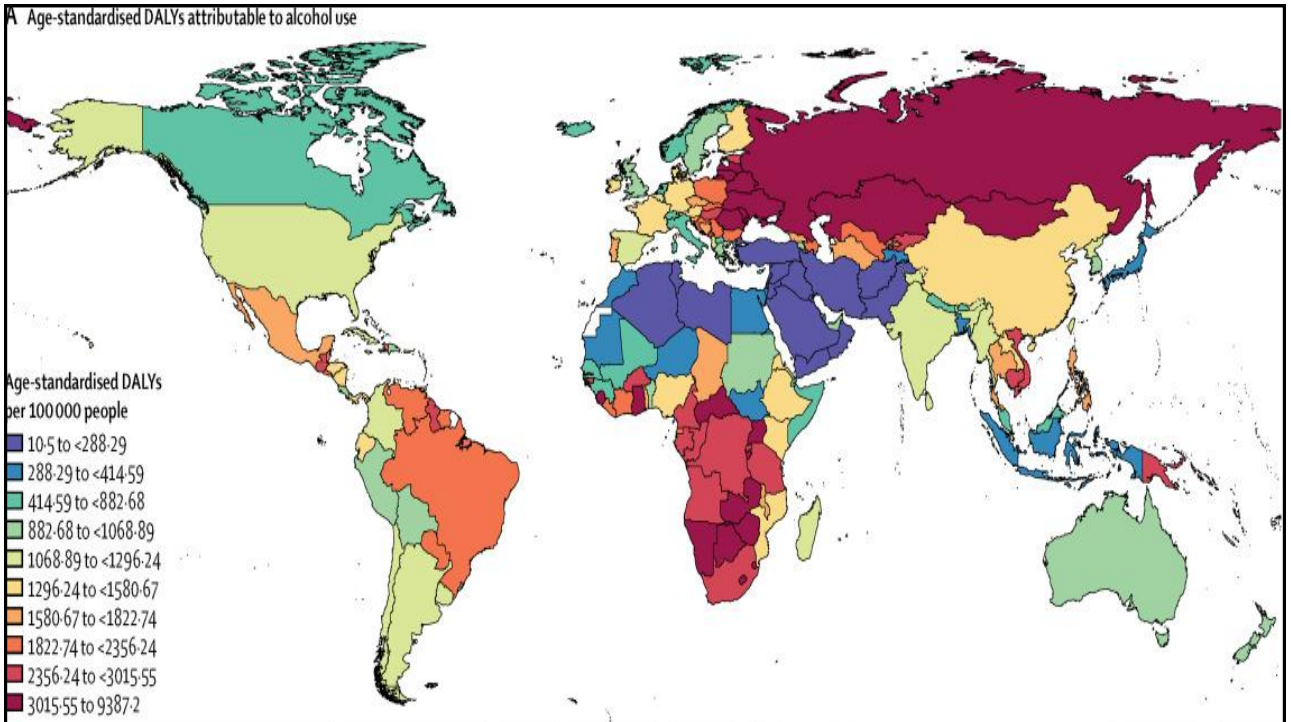 A Age-standardised DALYs attributable to alcohol use
Age-standardised DALYs
per 100 000 people
10·5 to <288·29
288·29 to <414·59
414·59 to <882·68
882·68 to <1068·89
1068·89 to <1296·24
1296·24 to <1580·67
1580·67 to <1822·74
1822·74 to <2356·24
2356·24 to <3015·55
3015·55 to 9387·2